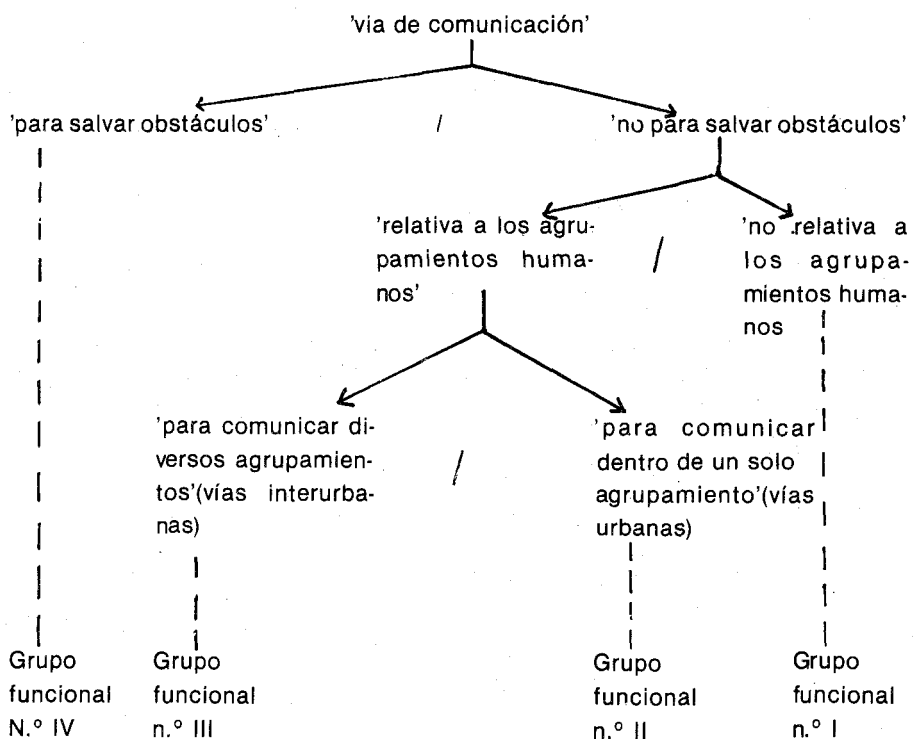 'via de comunicación'
'para salvar obstáculos' / 'no para salvar obstáculos'
'relativa a los agru-
pamientos huma-
nos'
/
'no relativa a
los agrupa-
mientos huma-
nos
'para comunicar di-
versos agrupamien-
tos'(vías interurba-
nas)
/
'para comunicar
dentro de un solo
agrupamiento'(vías
urbanas)
Grupo
funcional
N.º IV
Grupo
funcional
n.º III
Grupo
funcional
n.º II
Grupo
funcional
n.º I